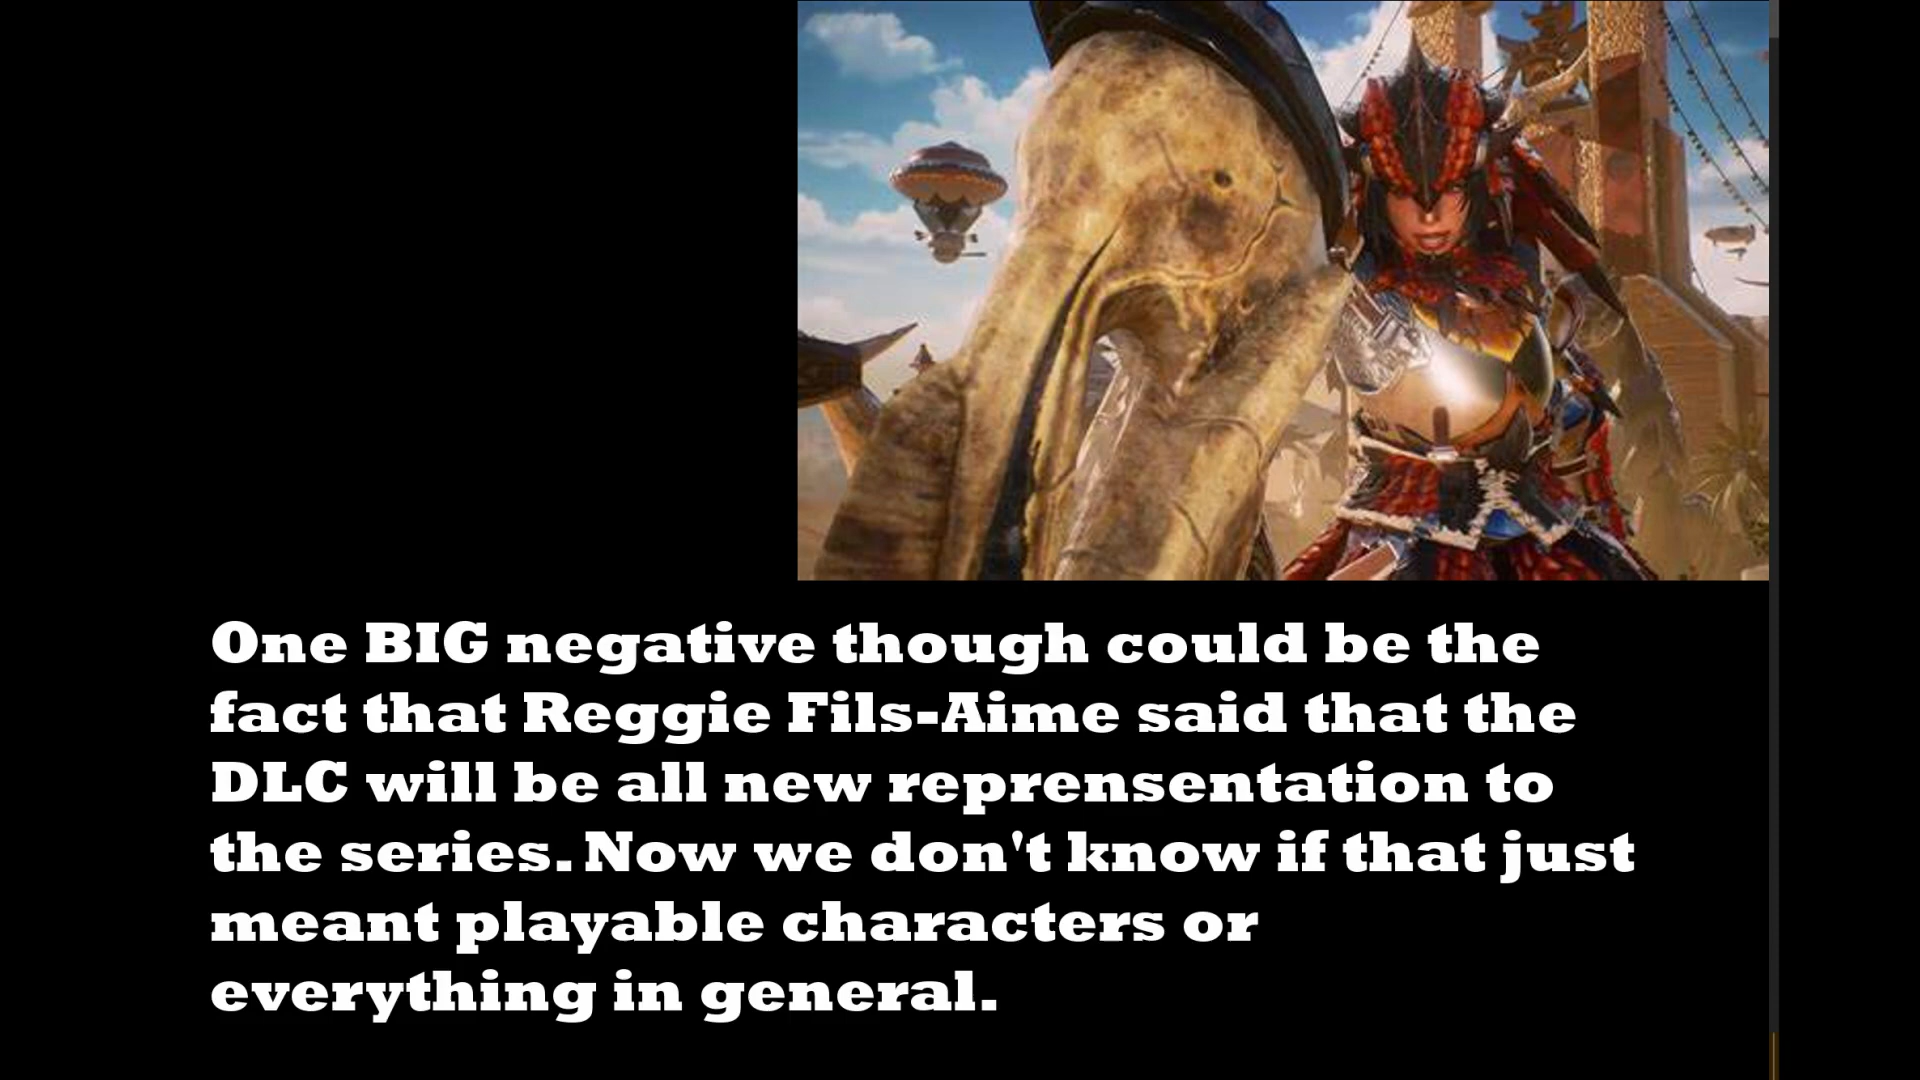 One BIG negative though could be the
fact that Reggie Fils-Aime said that the
DLC will be all new reprensentation to
the series. Now we don't know if that just
meant playable characters or
everything in general.